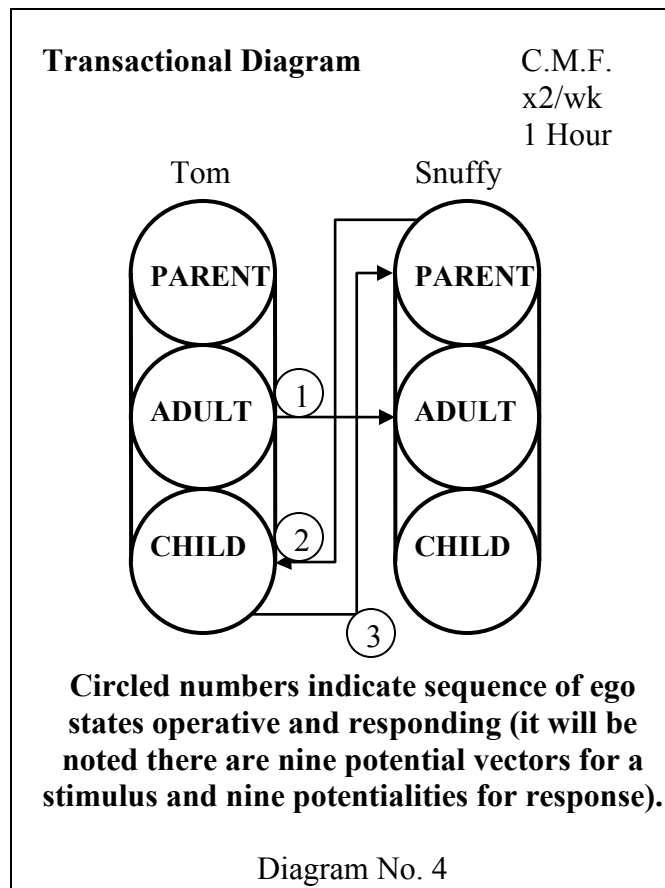 Transactional Diagram
C.M.F.
x2/wk
1 Hour
Tom
Snuffy
PARENT
PARENT
ADULT
1
ADULT
CHILD
2
CHILD
3
Circled numbers indicate sequence of ego
states operative and responding (it will be
noted there are nine potential vectors for a
stimulus and nine potentialities for response).
Diagram No. 4